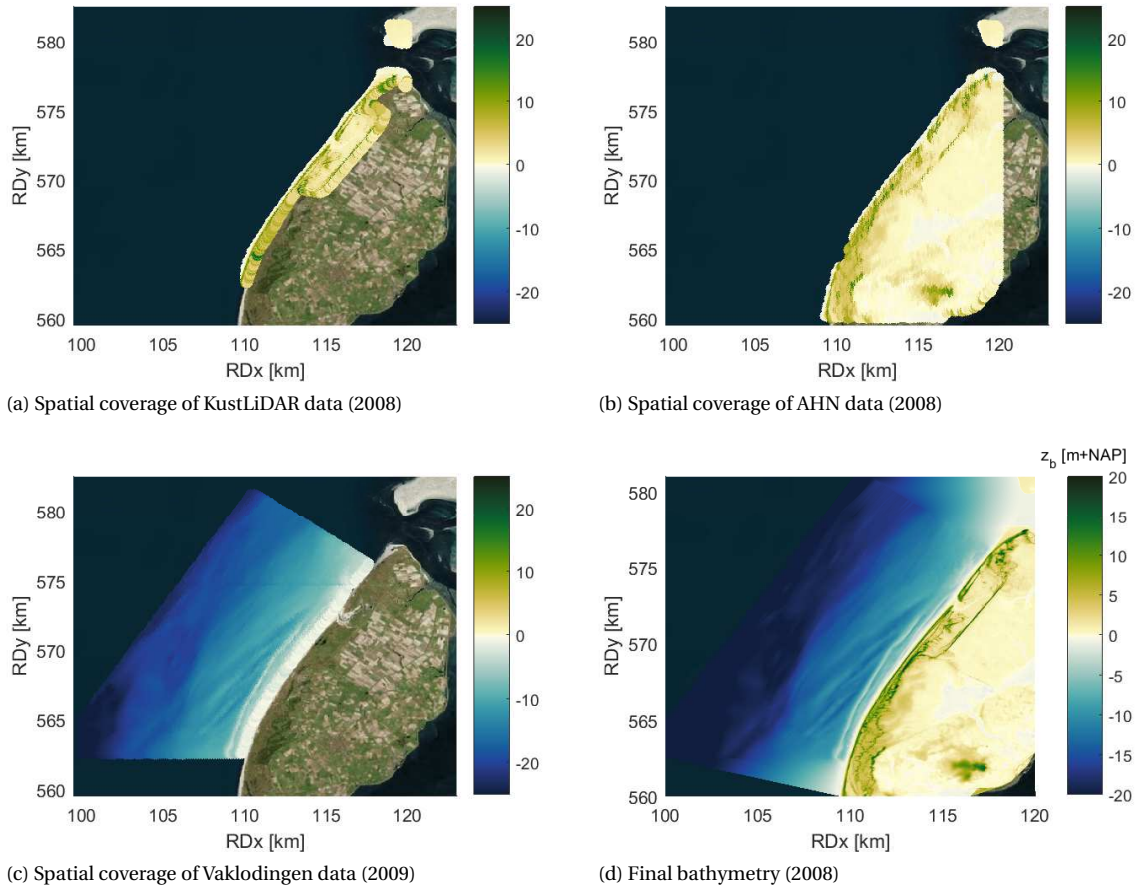 580
575
570
565
560
RDy [km]
100 105 110 115 120
RDx [km]
20
10
0
-10
-20
(a) Spatial coverage of KustLiDAR data (2008)
580
575
570
565
560
RDy [km]
100 105 110 115 120
RDx [km]
20
10
0
-10
-20
(b) Spatial coverage of AHN data (2008)
580
575
570
565
560
RDy [km]
100 105 110 115 120
RDx [km]
20
10
0
-10
-20
(c) Spatial coverage of Vaklodingen data (2009)
z_b [m+NAP]
580
575
570
565
560
RDy [km]
100 105 110 115 120
RDx [km]
20
15
10
5
0
-5
-10
-15
-20
(d) Final bathymetry (2008)